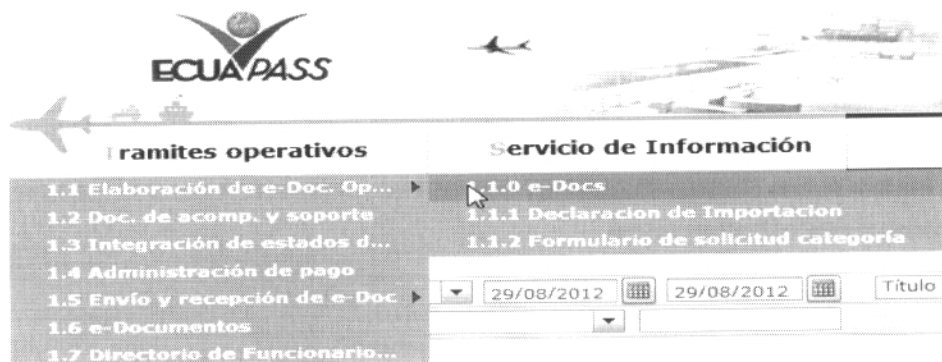 ECUAPASS
Tramites operativos
Servicio de Información
1.1 Elaboración de e-Doc. Op...
1.2 Doc. de acomp. y soporte
1.3 Integración de estados d...
1.4 Administración de pago
1.5 Envío y recepción de e-Doc
1.6 e-Documentos
1.7 Directorio de Funcionario...
1.1.0 e-Docs
1.1.1 Declaracion de Importacion
1.1.2 Formulario de solicitud categoría
29/08/2012 29/08/2012 Título